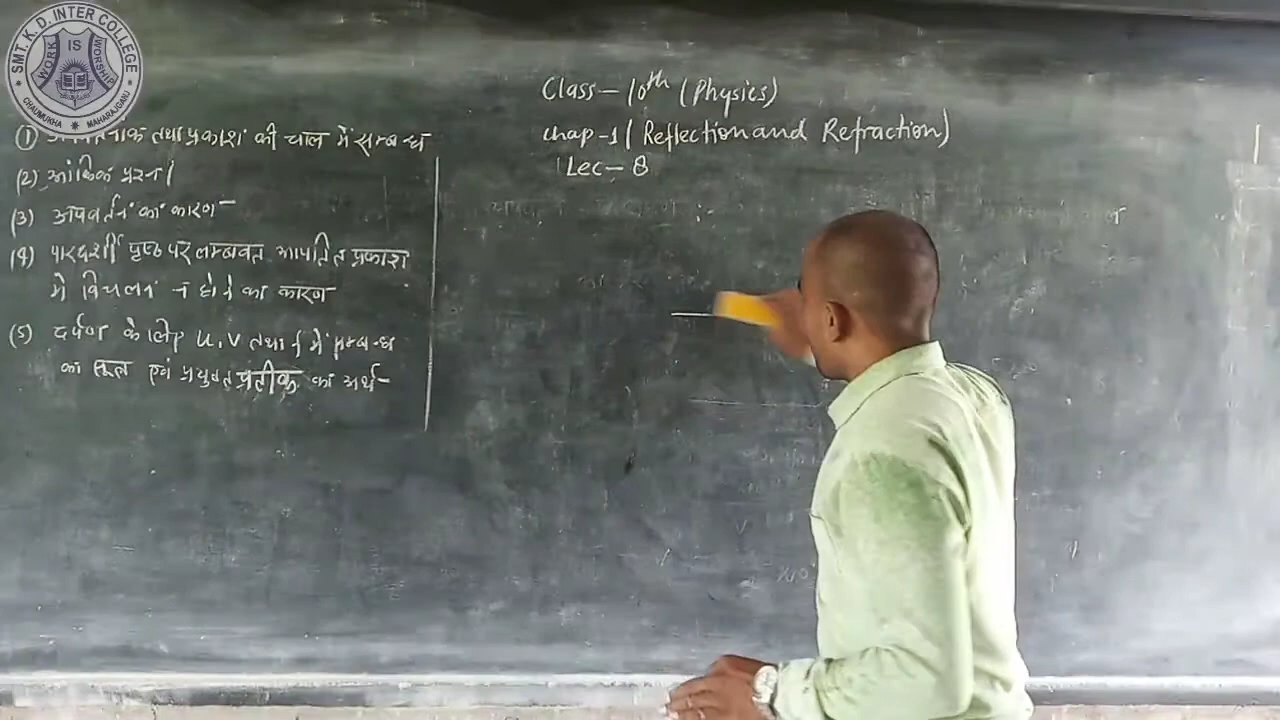 SMT. K. D. INTER COLLEGE
WORK IS WORSHIP
CHAUMUKHA MAHARAJGANJ
Class - 10th (Physics)
chap -1 (Reflection and Refraction)
Lec - 8
(1) तथा प्रकाश की चाल में सम्बन्ध
(2) आंकिक प्रश्न।
(3) अपवर्तन का कारण -
(4) पारदर्शी पृष्ठ पर लम्बवत आपतित प्रकाश
में विचलन न होने का कारण
(5) दर्पण के लिए u, v तथा f में सम्बन्ध
का एवं प्रयुक्त प्रतीक का अर्थ -